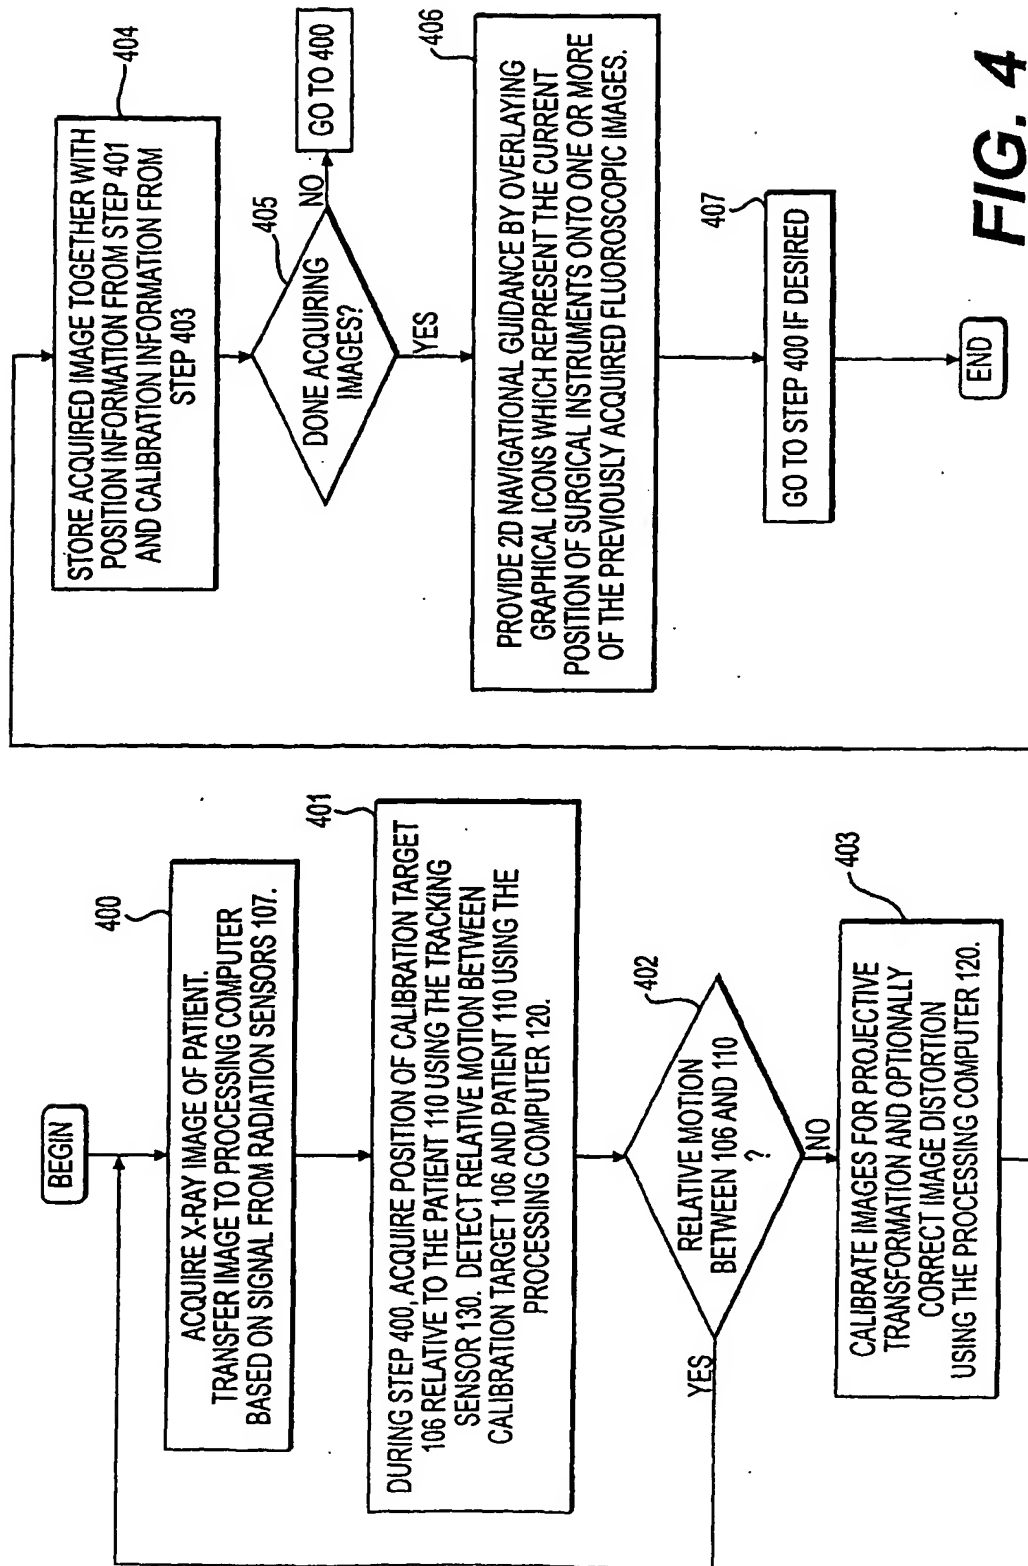 BEGIN
400
ACQUIRE X-RAY IMAGE OF PATIENT.
TRANSFER IMAGE TO PROCESSING COMPUTER
BASED ON SIGNAL FROM RADIATION SENSORS 107.
401
DURING STEP 400, ACQUIRE POSITION OF CALIBRATION TARGET
106 RELATIVE TO THE PATIENT 110 USING THE TRACKING
SENSOR 130. DETECT RELATIVE MOTION BETWEEN
CALIBRATION TARGET 106 AND PATIENT 110 USING THE
PROCESSING COMPUTER 120.
402
RELATIVE MOTION
BETWEEN 106 AND 110
?
YES
NO
403
CALIBRATE IMAGES FOR PROJECTIVE
TRANSFORMATION AND OPTIONALLY
CORRECT IMAGE DISTORTION
USING THE PROCESSING COMPUTER 120.
404
STORE ACQUIRED IMAGE TOGETHER WITH
POSITION INFORMATION FROM STEP 401
AND CALIBRATION INFORMATION FROM
STEP 403
405
DONE ACQUIRING
IMAGES?
NO
GO TO 400
YES
406
PROVIDE 2D NAVIGATIONAL GUIDANCE BY OVERLAYING
GRAPHICAL ICONS WHICH REPRESENT THE CURRENT
POSITION OF SURGICAL INSTRUMENTS ONTO ONE OR MORE
OF THE PREVIOUSLY ACQUIRED FLUOROSCOPIC IMAGES.
407
GO TO STEP 400 IF DESIRED
END
FIG. 4